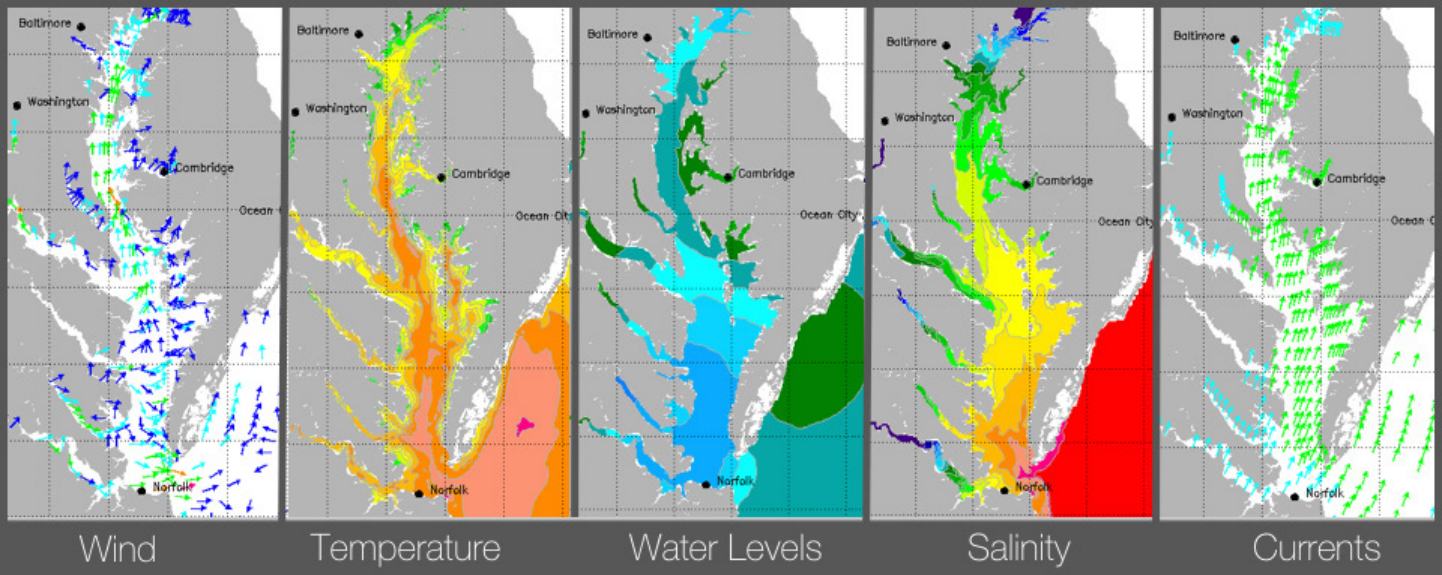 Baltimore
Washington
Cambridge
Ocean C
Norfolk
Wind
Baltimore
Washington
Cambridge
Ocean Cit
Norfolk
Temperature
Baltimore
Washington
Cambridge
Ocean City
Norfolk
Water Levels
Baltimore
Washington
Cambridge
Ocean City
Norfolk
Salinity
Baltimore
Washington
Cambridge
Ocean C
Norfolk
Currents